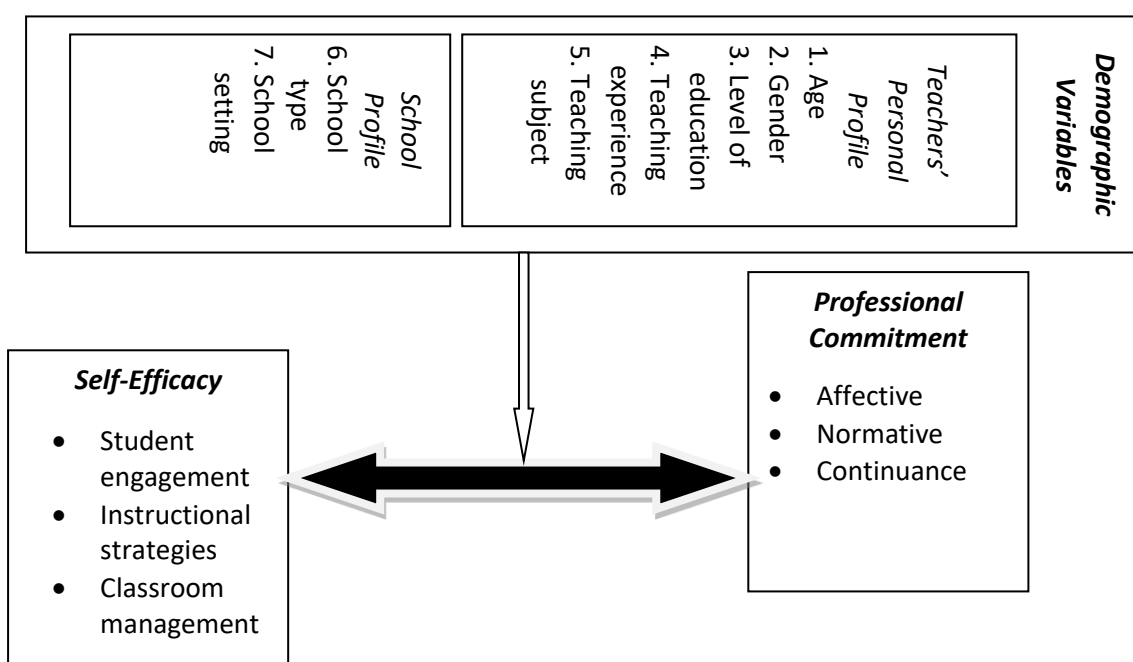 Demographic
Variables
Teachers’
Personal
Profile
1. Age
2. Gender
3. Level of
education
4. Teaching
experience
5. Teaching
subject
School
Profile
6. School
type
7. School
setting
Professional
Commitment
• Affective
• Normative
• Continuance
Self-Efficacy
• Student
engagement
• Instructional
strategies
• Classroom
management